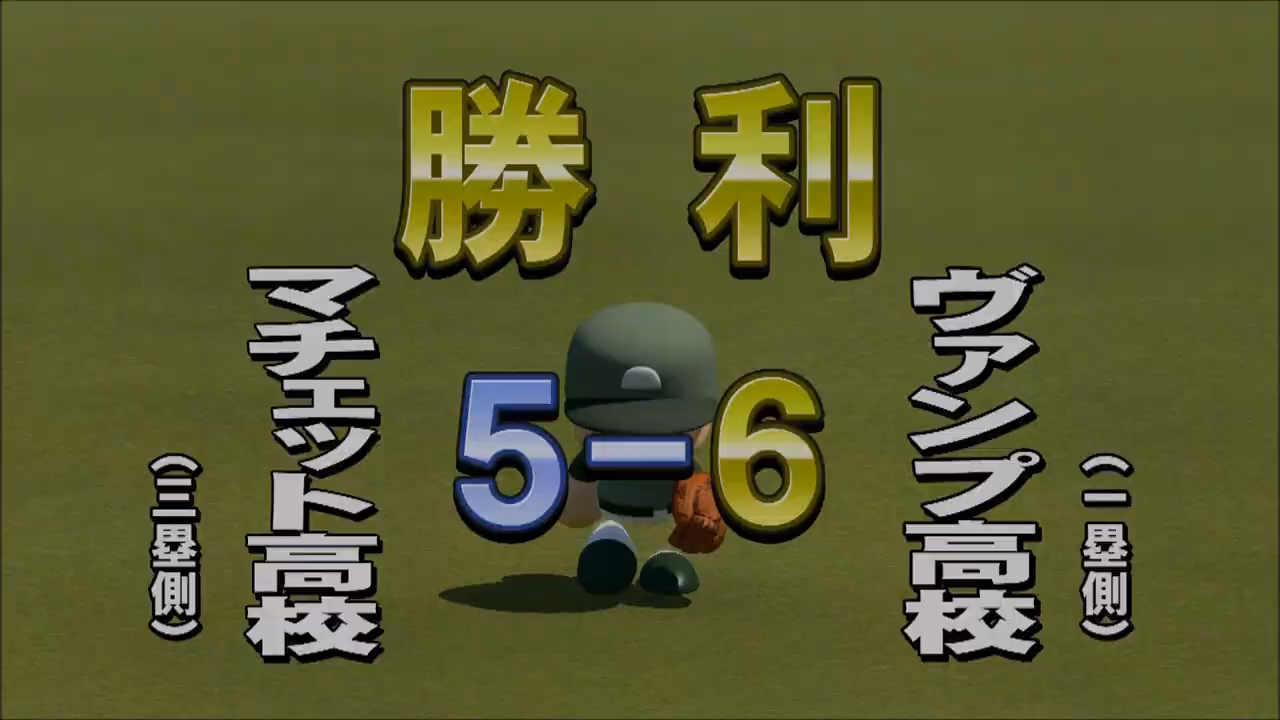 勝利
マチェット高校
（三塁側）
5-6
ヴァンプ高校
（一塁側）